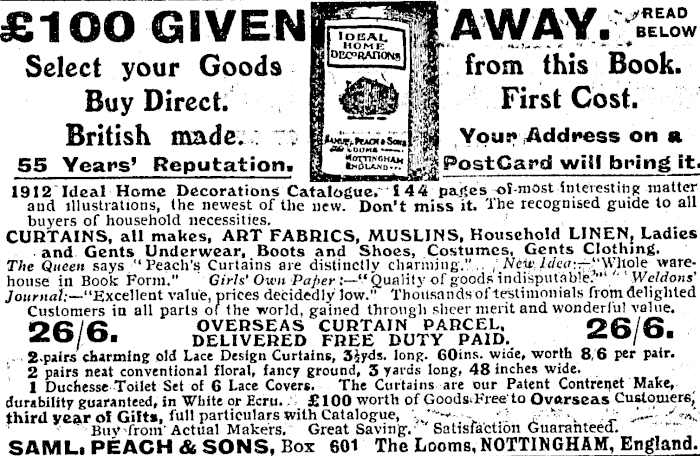 £100 GIVEN AWAY. READ BELOW
Select your Goods from this Book.
Buy Direct. First Cost.
British made. Your Address on a
55 Years' Reputation. PostCard will bring it.
IDEAL
HOME
DECORATIONS
SAMUEL PEACH & SONS
The LOOMS
NOTTINGHAM
ENGLAND
1912 Ideal Home Decorations Catalogue. 144 pages of most interesting matter
and illustrations, the newest of the new. Don't miss it. The recognised guide to all
buyers of household necessities.
CURTAINS, all makes, ART FABRICS, MUSLINS, Household LINEN, Ladies
and Gents Underwear, Boots and Shoes, Costumes, Gents Clothing.
The Queen says "Peach's Curtains are distinctly charming." New Idea:—"Whole ware-
house in Book Form." Girls' Own Paper:—"Quality of goods indisputable." Weldons'
Journal:—"Excellent value, prices decidedly low." Thousands of testimonials from delighted
Customers in all parts of the world, gained through sheer merit and wonderful value.
26/6. OVERSEAS CURTAIN PARCEL, 26/6.
DELIVERED FREE DUTY PAID.
2 pairs charming old Lace Design Curtains, 3½yds. long. 60ins. wide, worth 8/6 per pair.
2 pairs neat conventional floral, fancy ground, 3 yards long, 48 inches wide.
1 Duchesse Toilet Set of 6 Lace Covers. The Curtains are our Patent Contrenet Make,
durability guaranteed, in White or Ecru. £100 worth of Goods Free to Overseas Customers,
third year of Gifts, full particulars with Catalogue,
Buy from Actual Makers. Great Saving. Satisfaction Guaranteed.
SAML. PEACH & SONS, Box 601 The Looms, NOTTINGHAM, England.